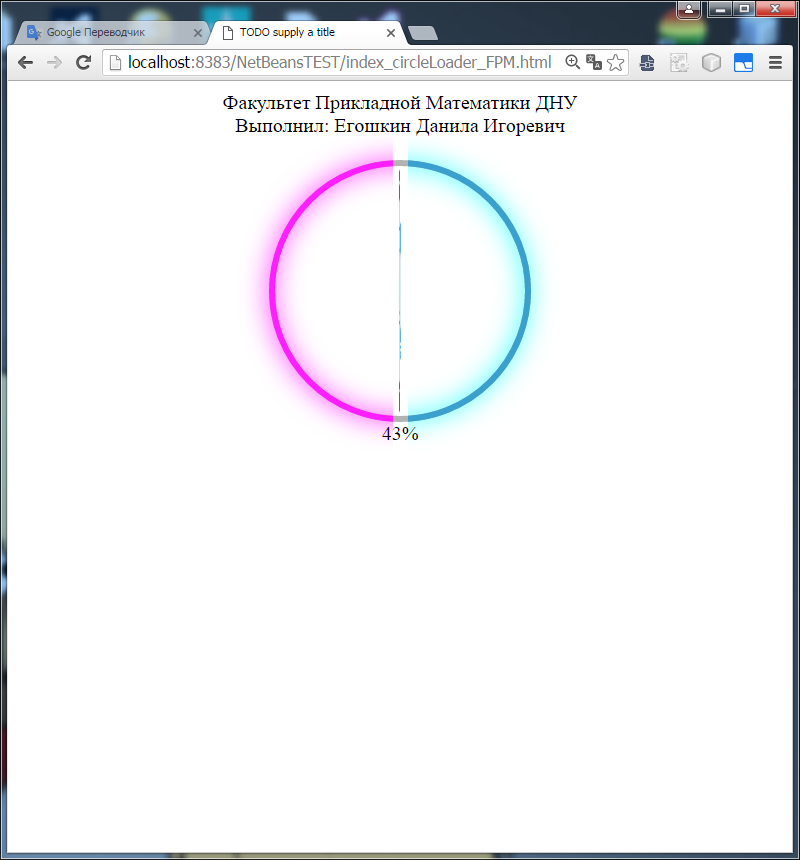 Google Переводчик
TODO supply a title
localhost:8383/NetBeansTEST/index_circleLoader_FPM.html
Факультет Прикладной Математики ДНУ
Выполнил: Егошкин Данила Игоревич
43%